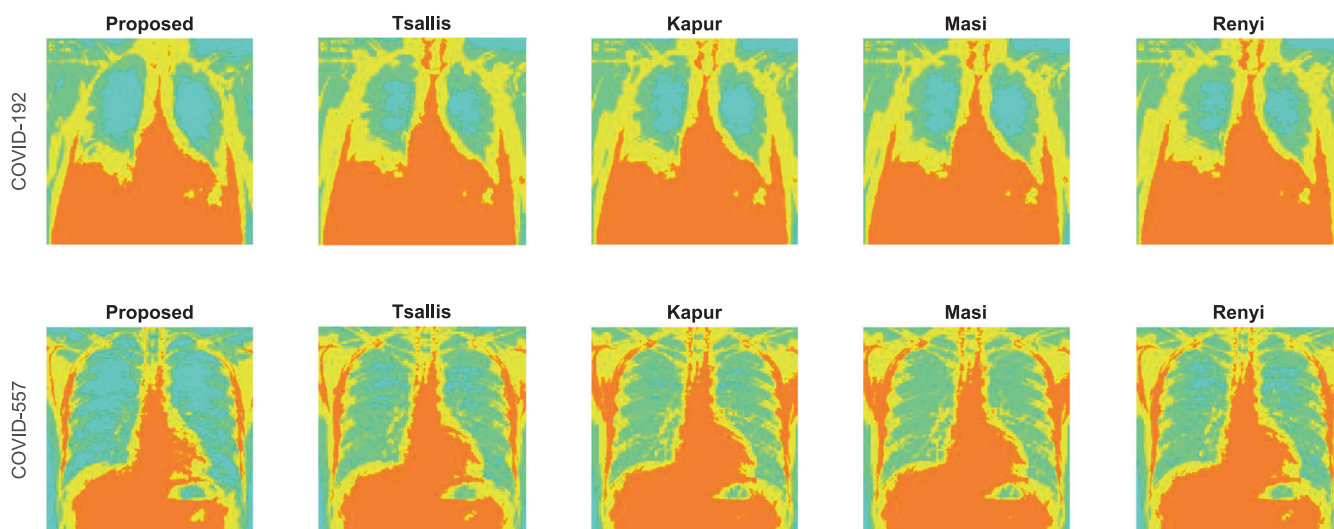 Proposed Tsallis Kapur Masi Renyi
COVID-192
Proposed Tsallis Kapur Masi Renyi
COVID-557